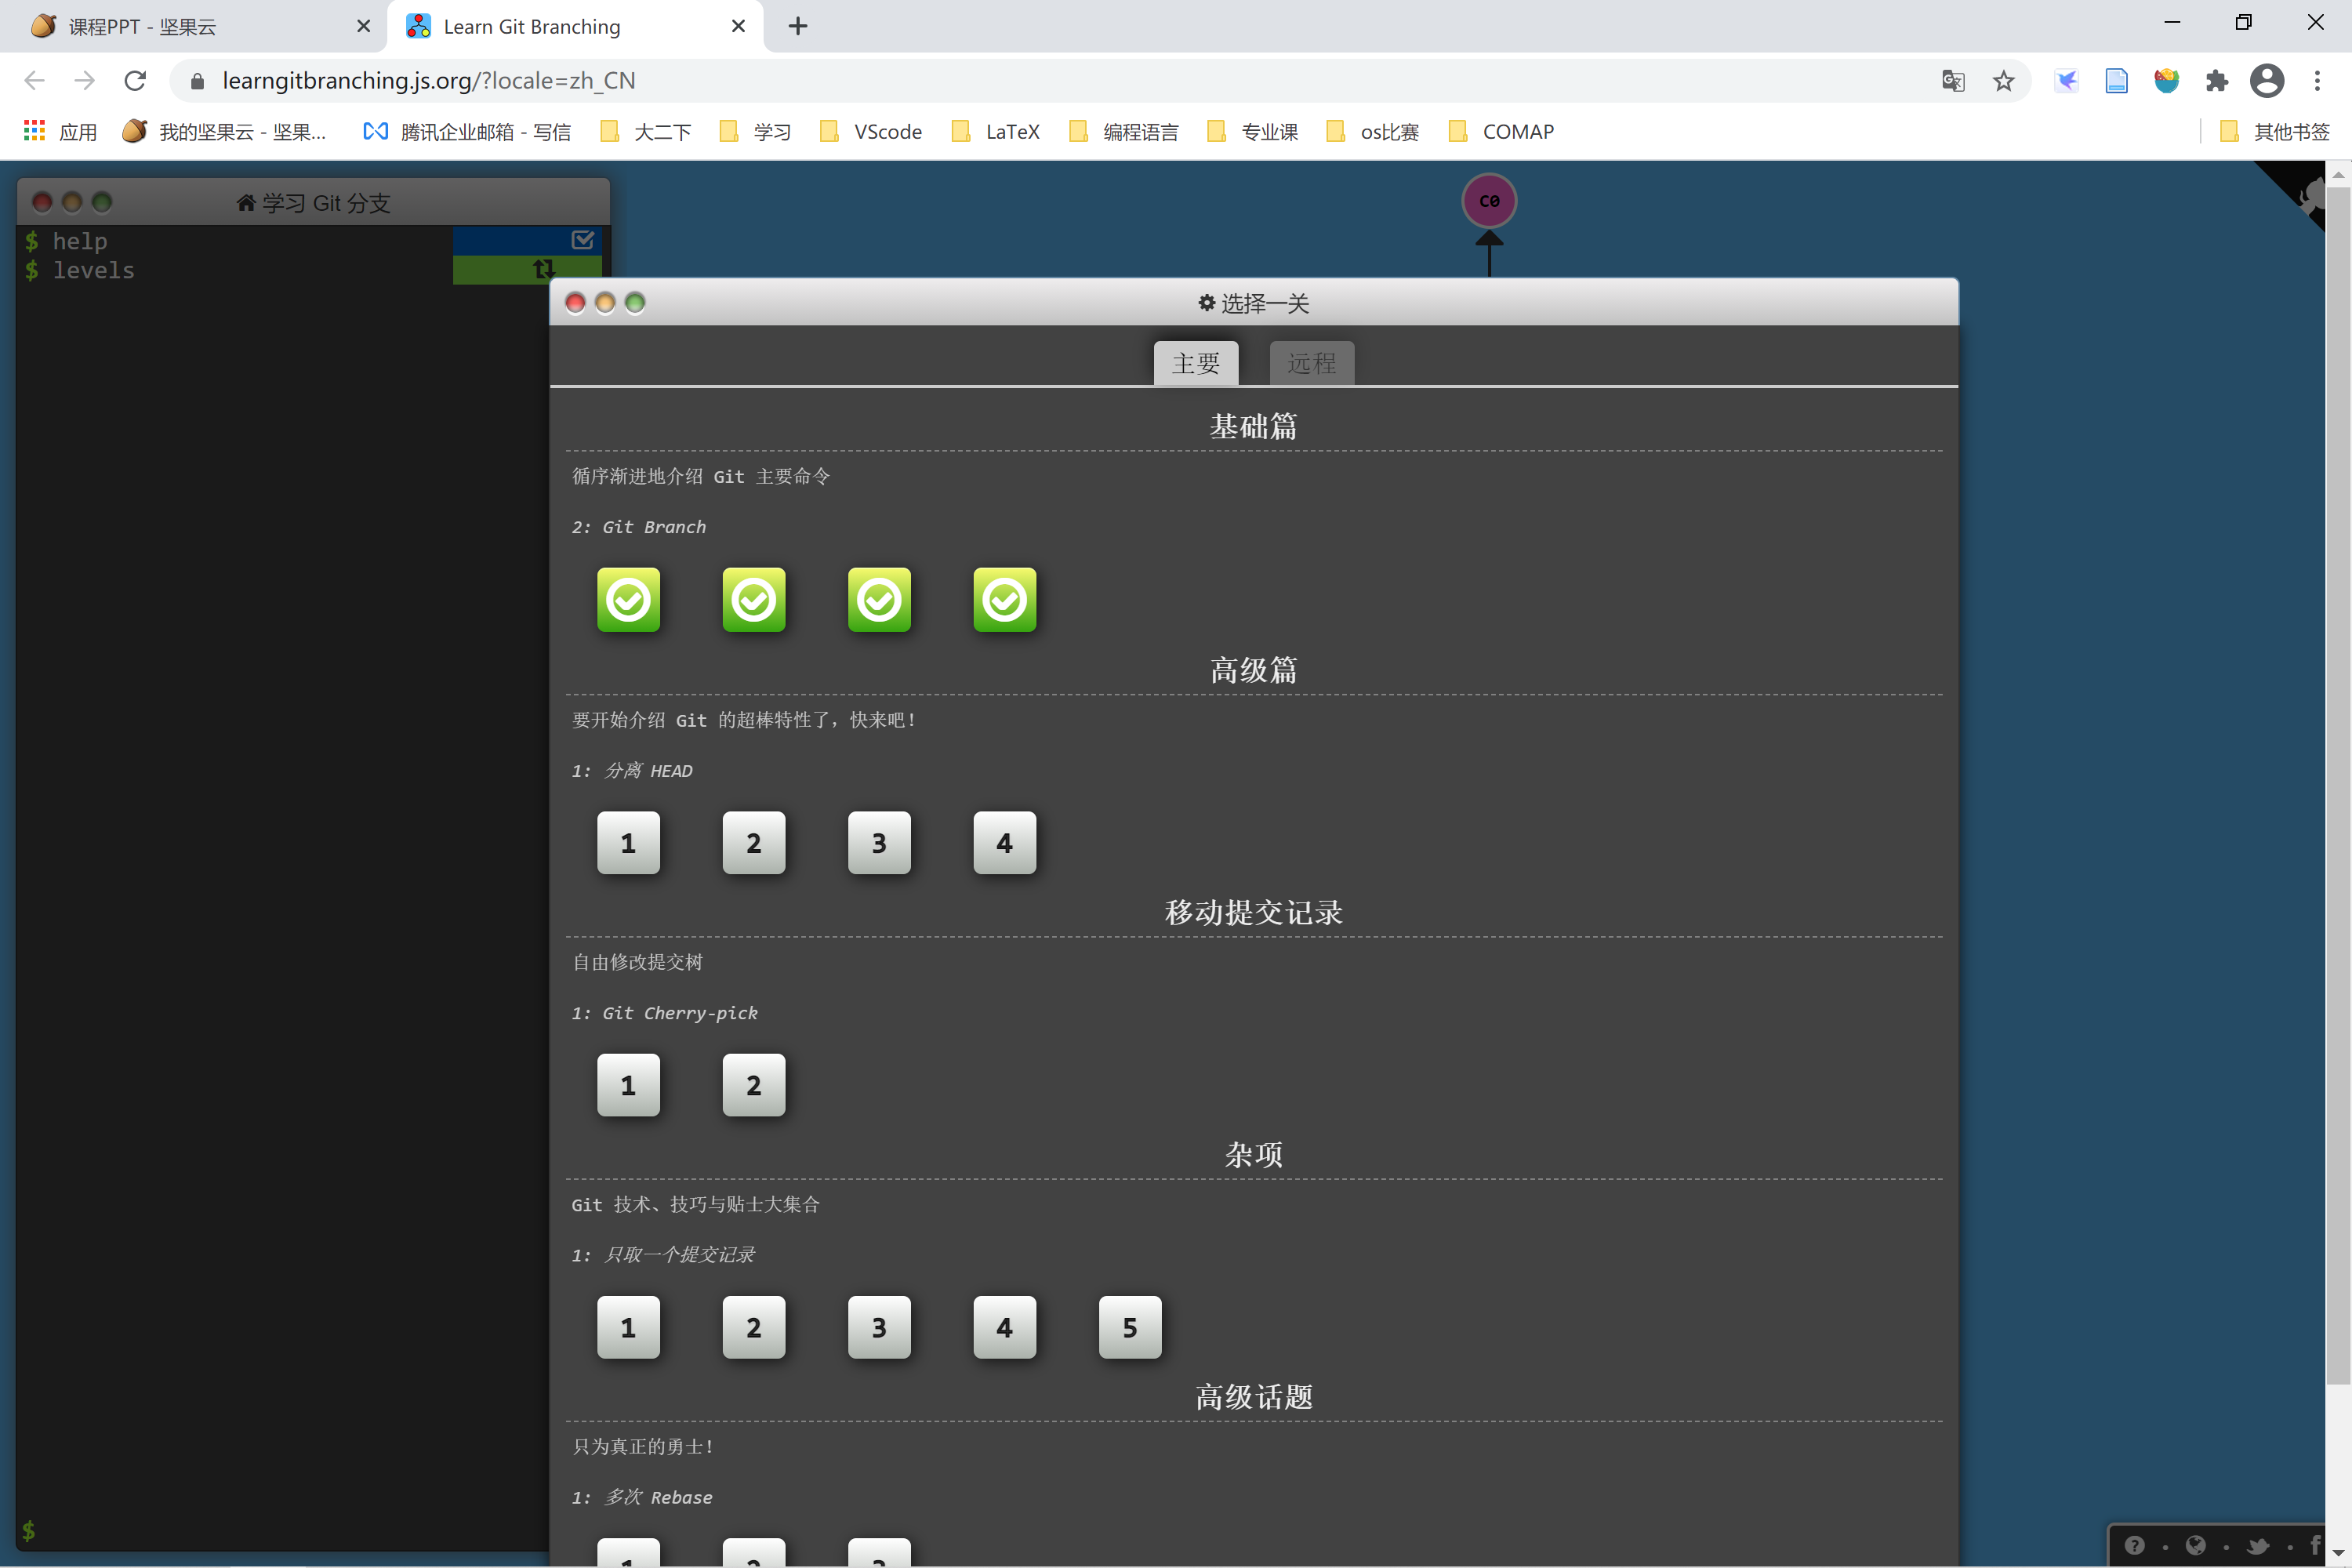 课程PPT - 坚果云
Learn Git Branching
learngitbranching.js.org/?locale=zh_CN
应用
我的坚果云 - 坚果...
腾讯企业邮箱 - 写信
大二下
学习
VScode
LaTeX
编程语言
专业课
os比赛
COMAP
其他书签
学习 Git 分支
$ help
$ levels
C0
选择一关
主要
远程
基础篇
循序渐进地介绍 Git 主要命令
2: Git Branch
高级篇
要开始介绍 Git 的超棒特性了，快来吧！
1: 分离 HEAD
1 2 3 4
移动提交记录
自由修改提交树
1: Git Cherry-pick
1 2
杂项
Git 技术、技巧与贴士大集合
1: 只取一个提交记录
1 2 3 4 5
高级话题
只为真正的勇士！
1: 多次 Rebase
1 2 3
$